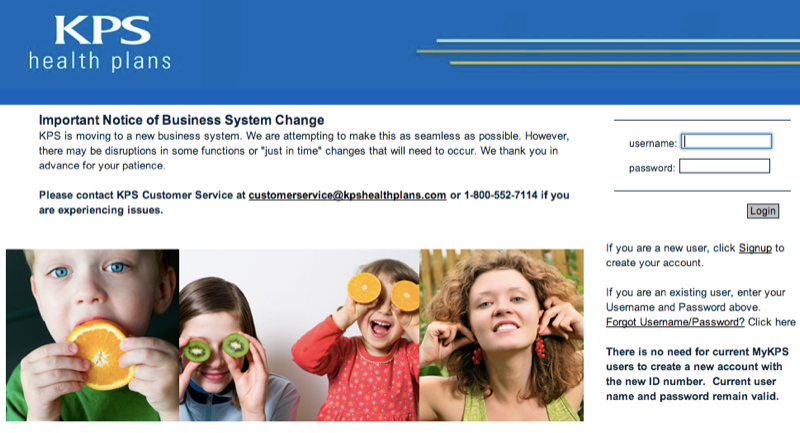 KPS
health plans
Important Notice of Business System Change
KPS is moving to a new business system. We are attempting to make this as seamless as possible. However,
there may be disruptions in some functions or "just in time" changes that will need to occur. We thank you in
advance for your patience.
Please contact KPS Customer Service at customerservice@kpshealthplans.com or 1-800-552-7114 if you
are experiencing issues.
username:
password:
Login
If you are a new user, click Signup to
create your account.
If you are an existing user, enter your
Username and Password above.
Forgot Username/Password? Click here
There is no need for current MyKPS
users to create a new account with
the new ID number. Current user
name and password remain valid.